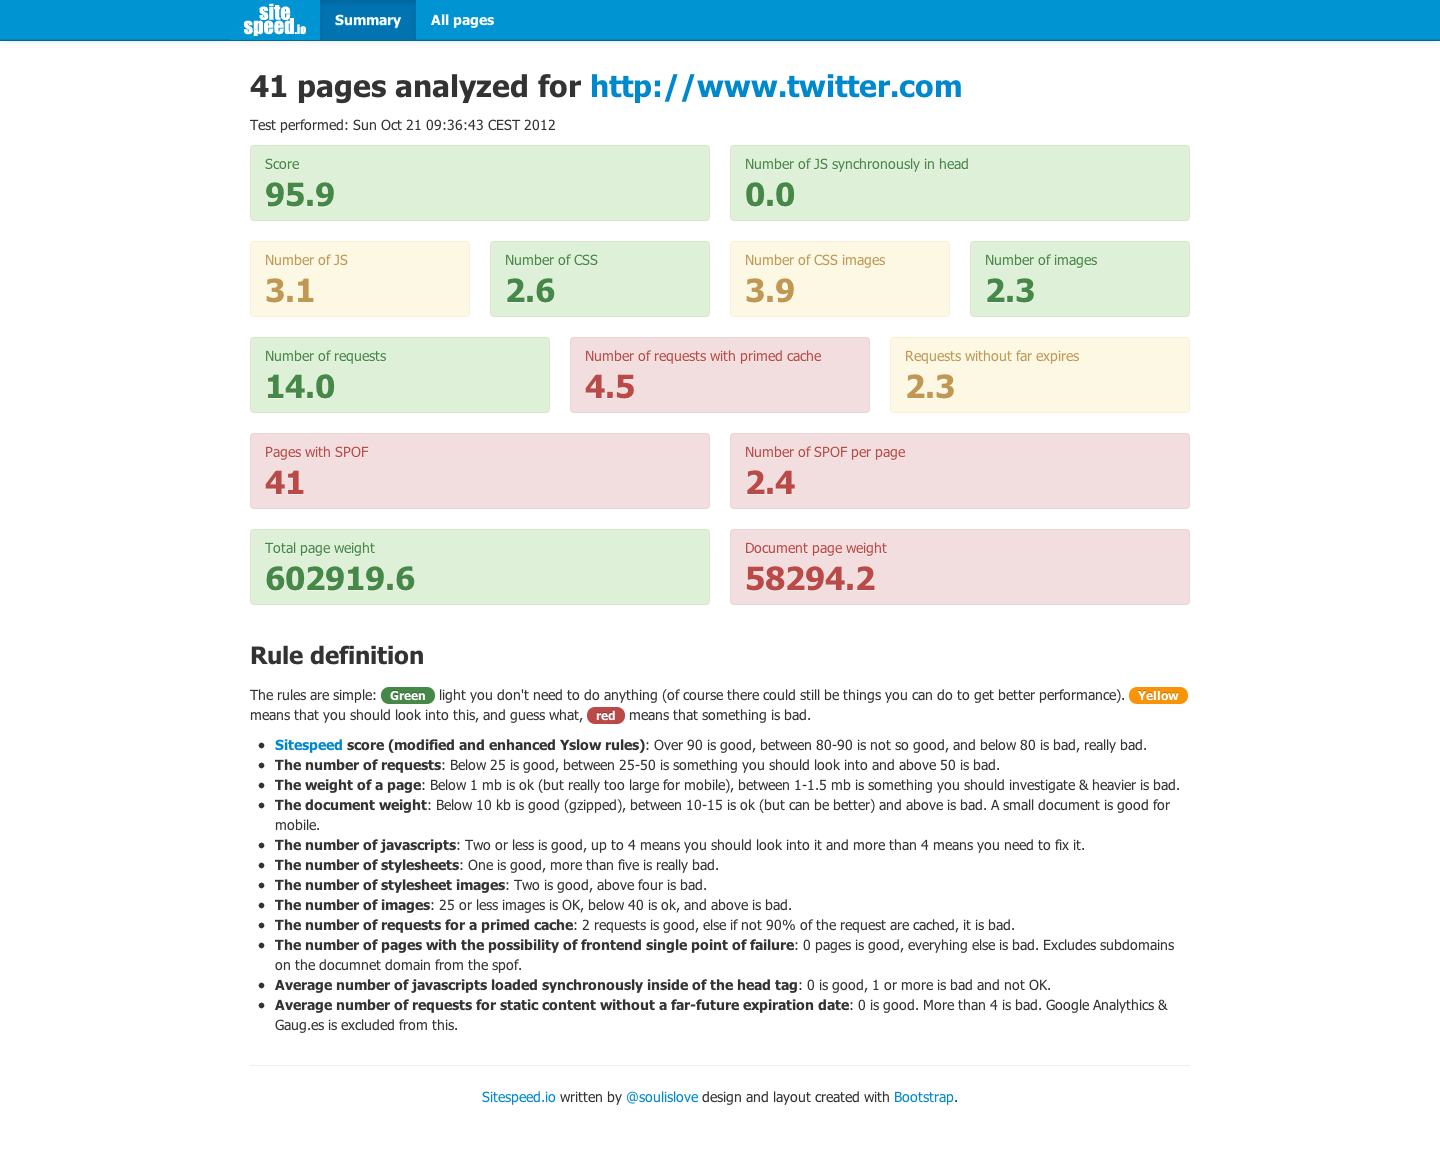 site
speed.io
Summary
All pages
41 pages analyzed for http://www.twitter.com
Test performed: Sun Oct 21 09:36:43 CEST 2012
Score
95.9
Number of JS synchronously in head
0.0
Number of JS
3.1
Number of CSS
2.6
Number of CSS images
3.9
Number of images
2.3
Number of requests
14.0
Number of requests with primed cache
4.5
Requests without far expires
2.3
Pages with SPOF
41
Number of SPOF per page
2.4
Total page weight
602919.6
Document page weight
58294.2
Rule definition
The rules are simple: Green light you don't need to do anything (of course there could still be things you can do to get better performance). Yellow
means that you should look into this, and guess what, red means that something is bad.
• Sitespeed score (modified and enhanced Yslow rules): Over 90 is good, between 80-90 is not so good, and below 80 is bad, really bad.
• The number of requests: Below 25 is good, between 25-50 is something you should look into and above 50 is bad.
• The weight of a page: Below 1 mb is ok (but really too large for mobile), between 1-1.5 mb is something you should investigate & heavier is bad.
• The document weight: Below 10 kb is good (gzipped), between 10-15 is ok (but can be better) and above is bad. A small document is good for
mobile.
• The number of javascripts: Two or less is good, up to 4 means you should look into it and more than 4 means you need to fix it.
• The number of stylesheets: One is good, more than five is really bad.
• The number of stylesheet images: Two is good, above four is bad.
• The number of images: 25 or less images is OK, below 40 is ok, and above is bad.
• The number of requests for a primed cache: 2 requests is good, else if not 90% of the request are cached, it is bad.
• The number of pages with the possibility of frontend single point of failure: 0 pages is good, everyhing else is bad. Excludes subdomains
on the documnet domain from the spof.
• Average number of javascripts loaded synchronously inside of the head tag: 0 is good, 1 or more is bad and not OK.
• Average number of requests for static content without a far-future expiration date: 0 is good. More than 4 is bad. Google Analythics &
Gaug.es is excluded from this.
Sitespeed.io written by @soulislove design and layout created with Bootstrap.